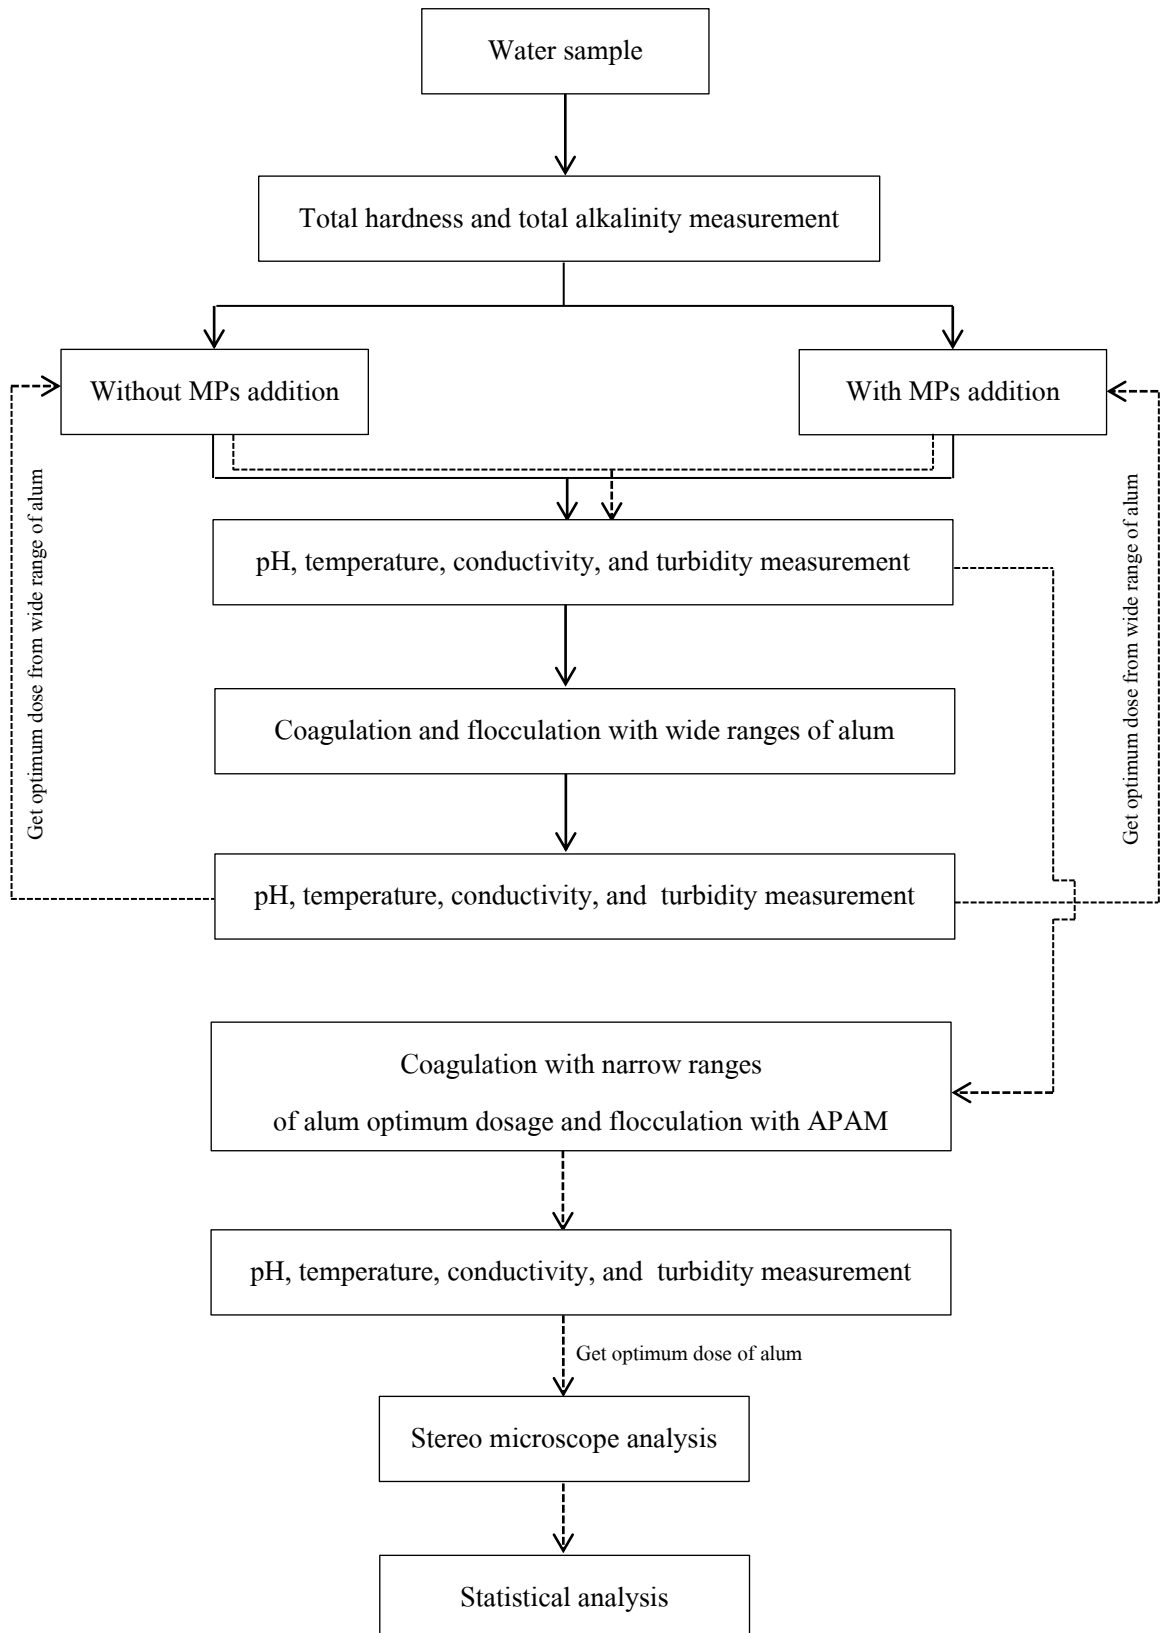 Water sample
Total hardness and total alkalinity measurement
Without MPs addition
With MPs addition
Get optimum dose from wide range of alum
Get optimum dose from wide range of alum
pH, temperature, conductivity, and turbidity measurement
Coagulation and flocculation with wide ranges of alum
pH, temperature, conductivity, and turbidity measurement
Coagulation with narrow ranges
of alum optimum dosage and flocculation with APAM
pH, temperature, conductivity, and turbidity measurement
Get optimum dose of alum
Stereo microscope analysis
Statistical analysis